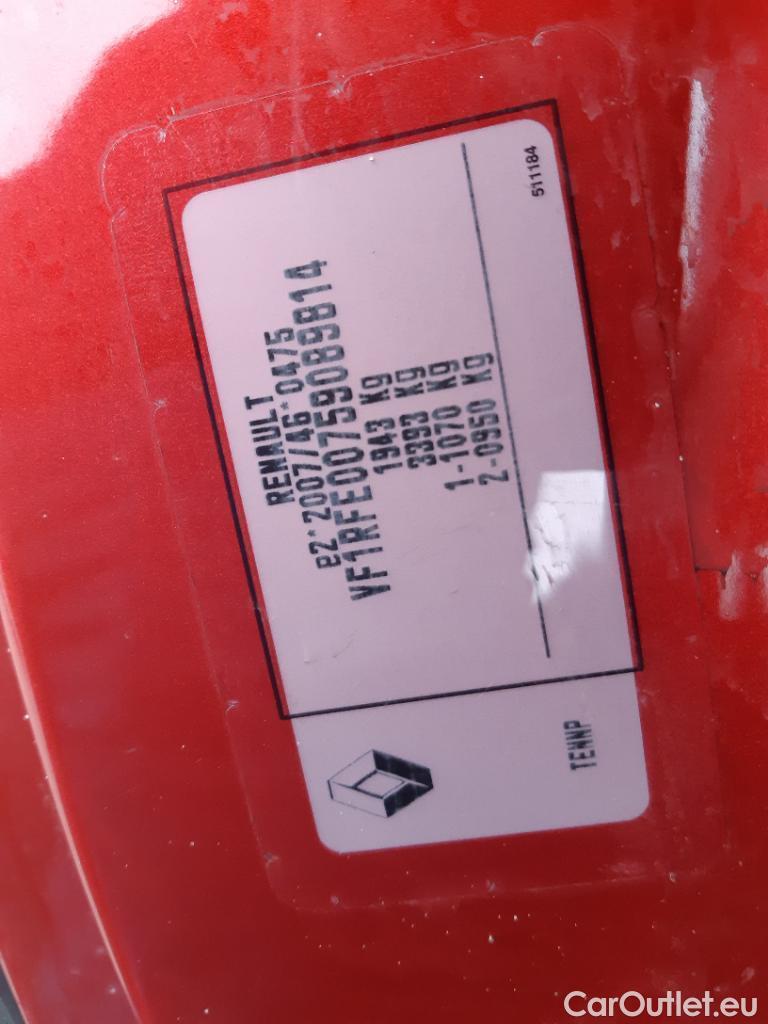 RENAULT
e2*2007/46*0475
VF1RFE00759089814
1943 Kg
3393 Kg
1-1070 Kg
2-0950 Kg
511184
TENNP
CarOutlet.eu